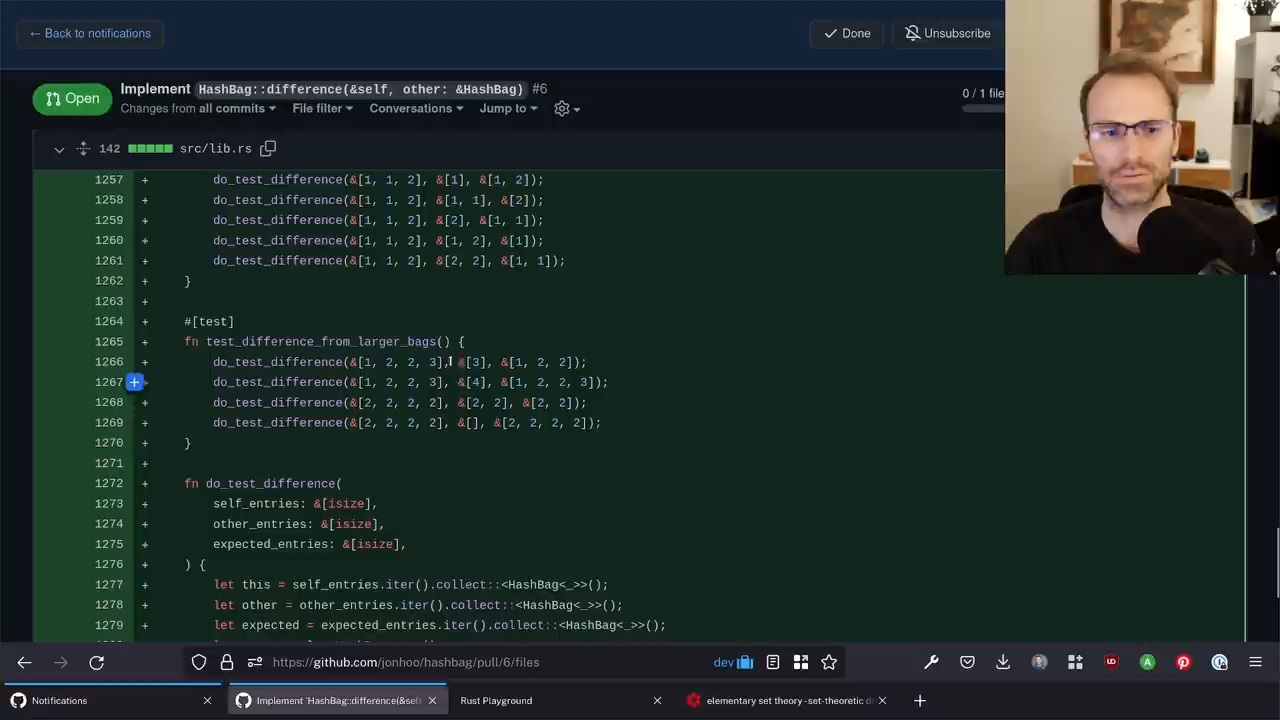 ← Back to notifications
Done
Unsubscribe
Open
Implement HashBag::difference(&self, other: &HashBag) #6
Changes from all commits
File filter
Conversations
Jump to
0 / 1 file
142
src/lib.rs
1257 + do_test_difference(&[1, 1, 2], &[1], &[1, 2]);
1258 + do_test_difference(&[1, 1, 2], &[1, 1], &[2]);
1259 + do_test_difference(&[1, 1, 2], &[2], &[1, 1]);
1260 + do_test_difference(&[1, 1, 2], &[1, 2], &[1]);
1261 + do_test_difference(&[1, 1, 2], &[2, 2], &[1, 1]);
1262 + }
1263 +
1264 + #[test]
1265 + fn test_difference_from_larger_bags() {
1266 + do_test_difference(&[1, 2, 2, 3], &[3], &[1, 2, 2]);
1267 + do_test_difference(&[1, 2, 2, 3], &[4], &[1, 2, 2, 3]);
1268 + do_test_difference(&[2, 2, 2, 2], &[2, 2], &[2, 2]);
1269 + do_test_difference(&[2, 2, 2, 2], &[], &[2, 2, 2, 2]);
1270 + }
1271 +
1272 + fn do_test_difference(
1273 + self_entries: &[isize],
1274 + other_entries: &[isize],
1275 + expected_entries: &[isize],
1276 + ) {
1277 + let this = self_entries.iter().collect::<HashBag<_>>();
1278 + let other = other_entries.iter().collect::<HashBag<_>>();
1279 + let expected = expected_entries.iter().collect::<HashBag<_>>();
https://github.com/jonhoo/hashbag/pull/6/files
dev
Notifications
Implement `HashBag::difference(&self
Rust Playground
elementary set theory - set-theoretic di